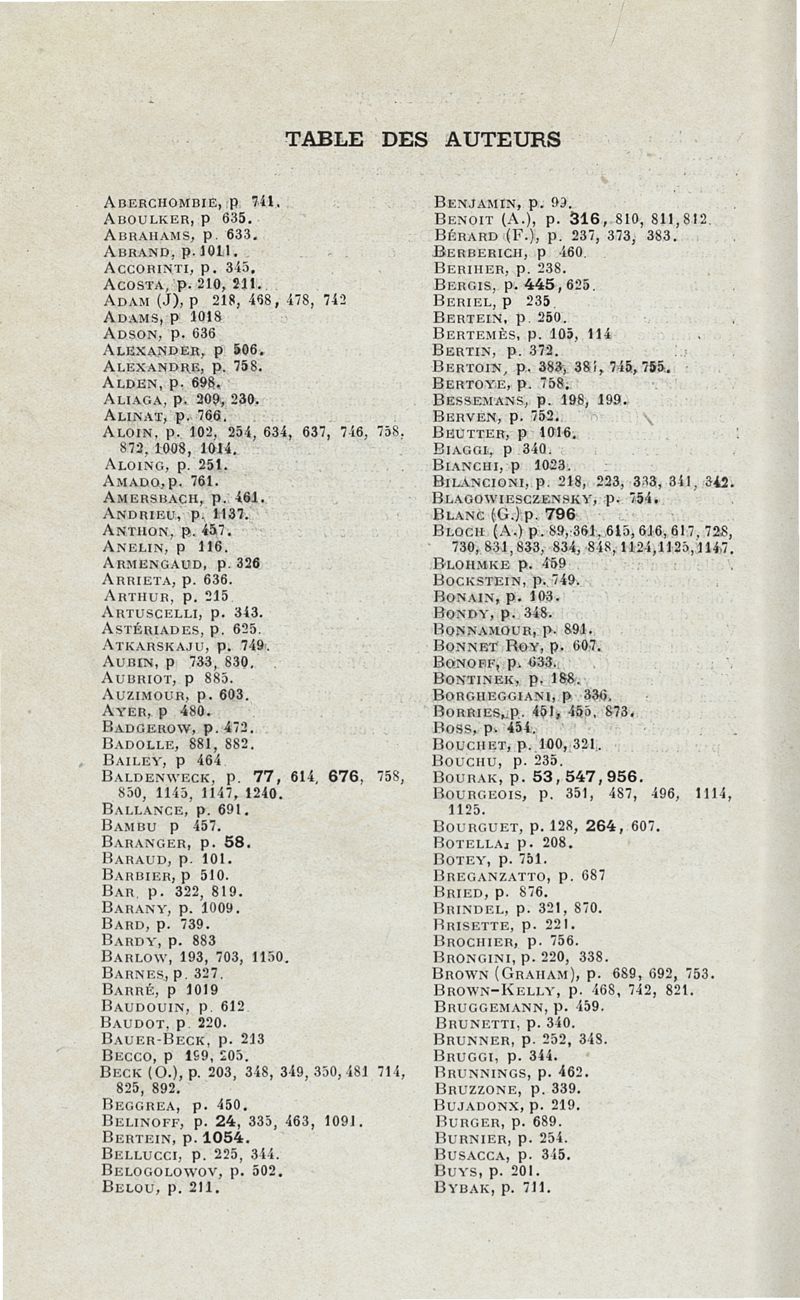 TABLE DES AUTEURS
ABERCHOMBIE, p 741.
ABOULKER, p 635.
ABRAHAMS, p. 633.
ABRAND, p. 1011.
ACCORINTI, p. 345.
ACOSTA, p. 210, 211.
ADAM (J), p 218, 468, 478, 742
ADAMS, p 1018
ADSON, p. 636
ALEXANDER, p 506.
ALEXANDRE, p. 758.
ALDEN, p. 698.
ALIAGA, p. 209, 230.
ALINAT, p. 766.
ALOIN, p. 102, 254, 634, 637, 746, 758,
872, 1008, 1014.
ALOING, p. 251.
AMADO, p. 761.
AMERSBACH, p. 461.
ANDRIEU, p. 1137.
ANTHON, p. 457.
ANELIN, p 116.
ARMENGAUD, p. 326
ARRIETA, p. 636.
ARTHUR, p. 215
ARTUSCELLI, p. 343.
ASTÉRIADES, p. 625.
ATKARSKAJU, p. 749.
AUBIN, p 733, 830.
AUBRIOT, p 885.
AUZIMOUR, p. 603.
AYER, p 480.
BADGEROW, p. 472.
BADOLLE, 881, 882.
BAILEY, p 464
BALDENWECK, p. 77, 614, 676, 758,
850, 1145, 1147, 1240.
BALLANCE, p. 691.
BAMBU p 457.
BARANGER, p. 58.
BARAUD, p. 101.
BARBIER, p 510.
BAR, p. 322, 819.
BARANY, p. 1009.
BARD, p. 739.
BARDY, p. 883
BARLOW, 193, 703, 1150.
BARNES, p. 327.
BARRÉ, p 1019
BAUDOUIN, p. 612
BAUDOT, p. 220.
BAUER-BECK, p. 213
BECCO, p 199, 205.
BECK (O.), p. 203, 348, 349, 350, 481 714,
825, 892.
BEGGREA, p. 450.
BELINOFF, p. 24, 335, 463, 1091.
BERTEIN, p. 1054.
BELLUCCI, p. 225, 344.
BELOGOLOWOV, p. 502.
BELOU, p. 211.
BENJAMIN, p. 99.
BENOIT (A.), p. 316, 810, 811, 812.
BÉRARD (F.), p. 237, 373, 383.
BERBERICH, p 460.
BERIHER, p. 238.
BERGIS, p. 445, 625.
BERIEL, p 235
BERTEIN, p. 250.
BERTEMÈS, p. 105, 114
BERTIN, p. 372.
BERTOIN, p. 383, 381, 745, 755.
BERTOYE, p. 758.
BESSEMANS, p. 198, 199.
BERVEN, p. 752.
BEUTTER, p 1016.
BIAGGI, p 340.
BIANCHI, p 1023.
BILANCIONI, p. 218, 223, 333, 341, 342.
BLAGOWIESCZENSKY, p. 754.
BLANC (G.) p. 796
BLOCH (A.) p. 89, 361, 615, 616, 617, 728,
730, 831, 833, 834, 848, 1124, 1125, 1147.
BLOHMKE p. 459
BOCKSTEIN, p. 749.
BONAIN, p. 103.
BONDY, p. 348.
BONNAMOUR, p. 891.
BONNET ROY, p. 607.
BONOFF, p. 633.
BONTINEK, p. 188.
BORGHEGGIANI, p 336.
BORRIES, p. 451, 455, 873.
BOSS, p. 454.
BOUCHET, p. 100, 321.
BOUCHU, p. 235.
BOURAK, p. 53, 547, 956.
BOURGEOIS, p. 351, 487, 496, 1114,
1125.
BOURGUET, p. 128, 264, 607.
BOTELLA, p. 208.
BOTEY, p. 751.
BREGANZATTO, p. 687
BRIED, p. 876.
BRINDEL, p. 321, 870.
BRISETTE, p. 221.
BROCHIER, p. 756.
BRONGINI, p. 220, 338.
BROWN (GRAHAM), p. 689, 692, 753.
BROWN-KELLY, p. 468, 742, 821.
BRUGGEMANN, p. 459.
BRUNETTI, p. 340.
BRUNNER, p. 252, 348.
BRUGGI, p. 344.
BRUNNINGS, p. 462.
BRUZZONE, p. 339.
BUJADONX, p. 219.
BURGER, p. 689.
BURNIER, p. 254.
BUSACCA, p. 345.
BUYS, p. 201.
BYBAK, p. 711.